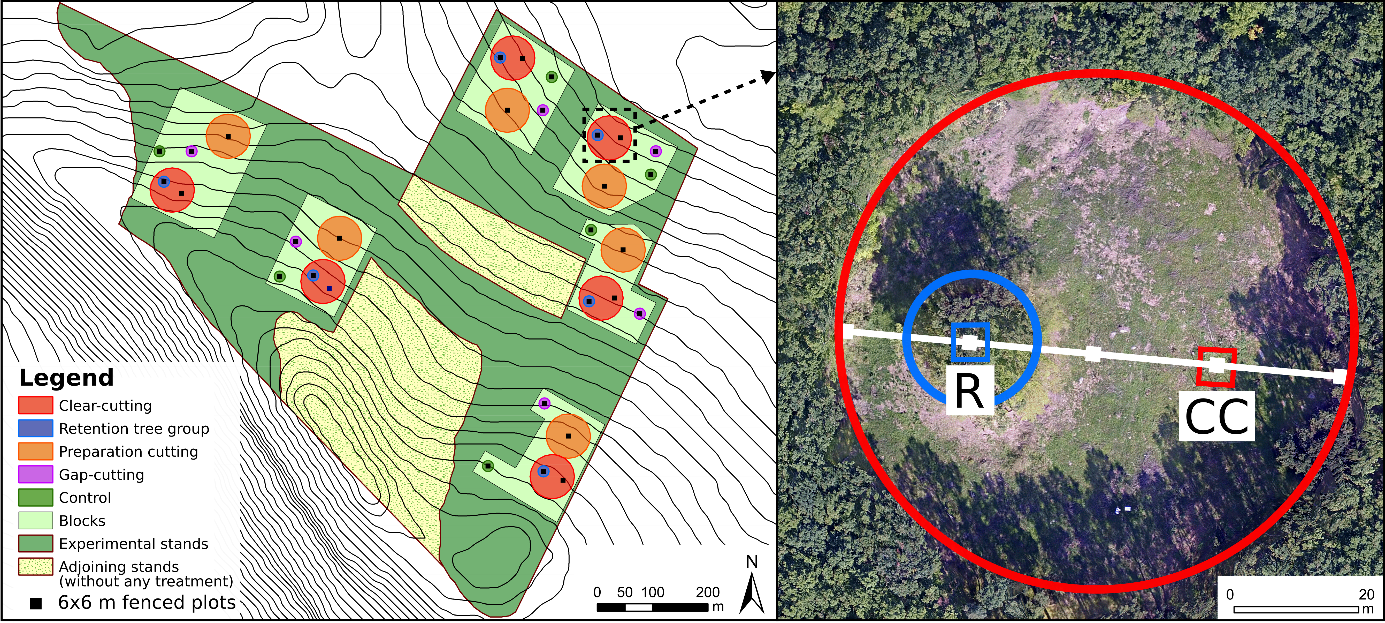 Legend
Clear-cutting
Retention tree group
Preparation cutting
Gap-cutting
Control
Blocks
Experimental stands
Adjoining stands
(without any treatment)
6x6 m fenced plots
0 50 100 200
m
N
R
CC
0 20
m